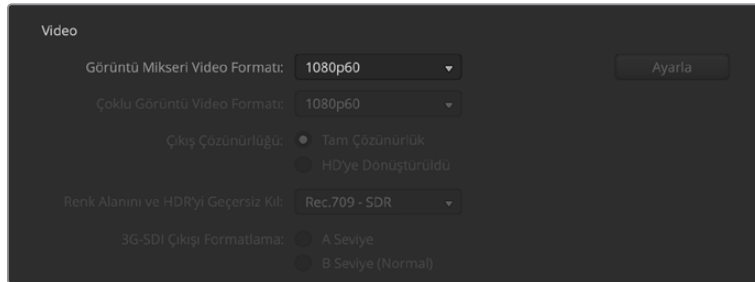 Video
Görüntü Mikseri Video Formatı: 1080p60 Ayarla
Çoklu Görüntü Video Formatı: 1080p60
Çıkış Çözünürlüğü: Tam Çözünürlük
HD'ye Dönüştürüldü
Renk Alanını ve HDR'yi Geçersiz Kıl: Rec.709 - SDR
3G-SDI Çıkışı Formatlama: A Seviye
B Seviye (Normal)